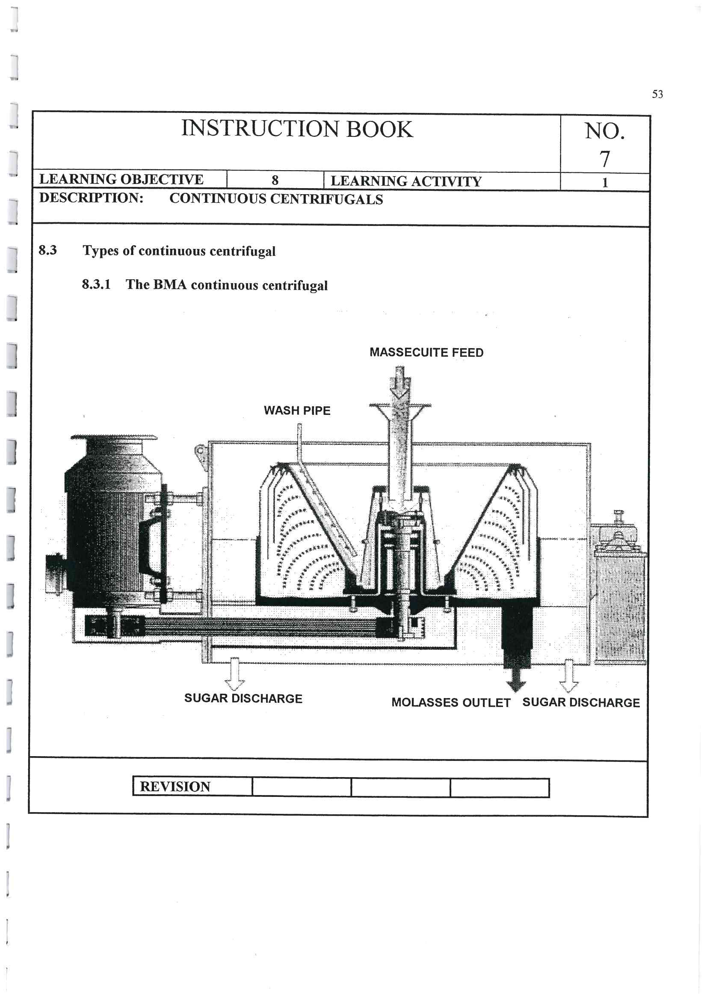 53
INSTRUCTION BOOK
NO.
7
LEARNING OBJECTIVE 8 LEARNING ACTIVITY 1
DESCRIPTION: CONTINUOUS CENTRIFUGALS
8.3 Types of continuous centrifugal
8.3.1 The BMA continuous centrifugal
MASSECUITE FEED
WASH PIPE
SUGAR DISCHARGE
MOLASSES OUTLET SUGAR DISCHARGE
REVISION